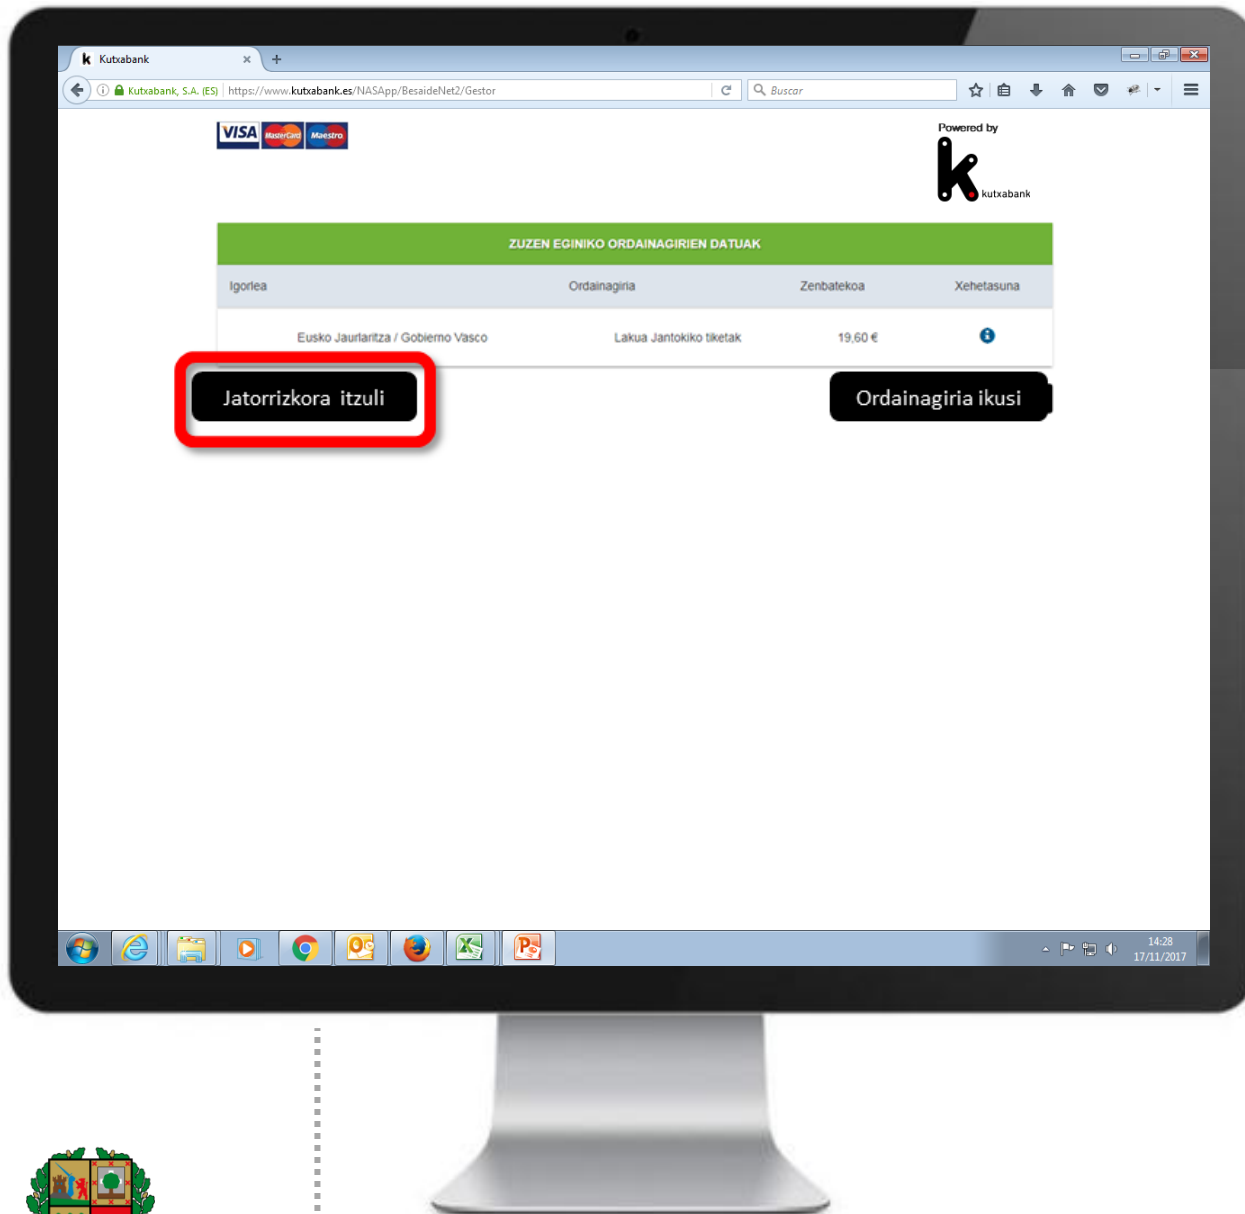 k Kutxabank
Kutxabank, S.A. (ES) https://www.kutxabank.es/NASApp/BesaideNet2/Gestor
Buscar
VISA MasterCard Maestro
Powered by
k
kutxabank
ZUZEN EGINIKO ORDAINAGIRIEN DATUAK
Igorlea Ordainagiria Zenbatekoa Xehetasuna
Eusko Jaurlaritza / Gobierno Vasco Lakua Jantokiko tiketak 19,60 €
Jatorrizkora itzuli
Ordainagiria ikusi
14:28
17/11/2017